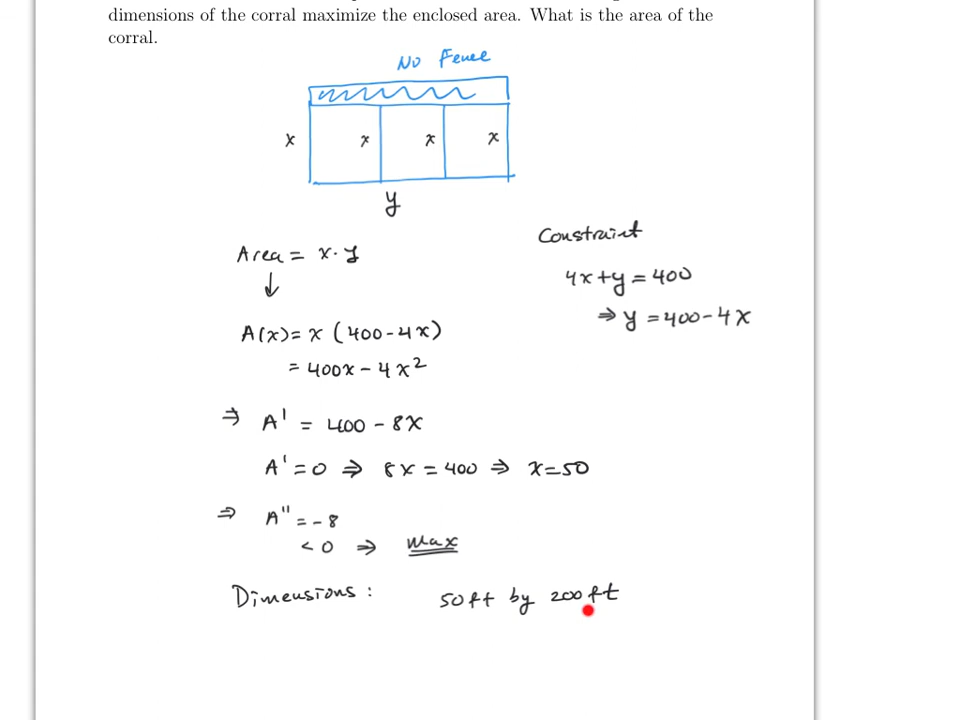 dimensions of the corral maximize the enclosed area. What is the area of the
corral.
No Fence
x x x x
y
Area = x · y
↓
Constraint
4x + y = 400
⇒ y = 400 - 4x
A(x) = x (400 - 4x)
= 400x - 4x²
⇒ A' = 400 - 8x
A' = 0 ⇒ 8x = 400 ⇒ x = 50
⇒ A'' = -8
< 0 ⇒ Max
Dimensions : 50ft by 200ft